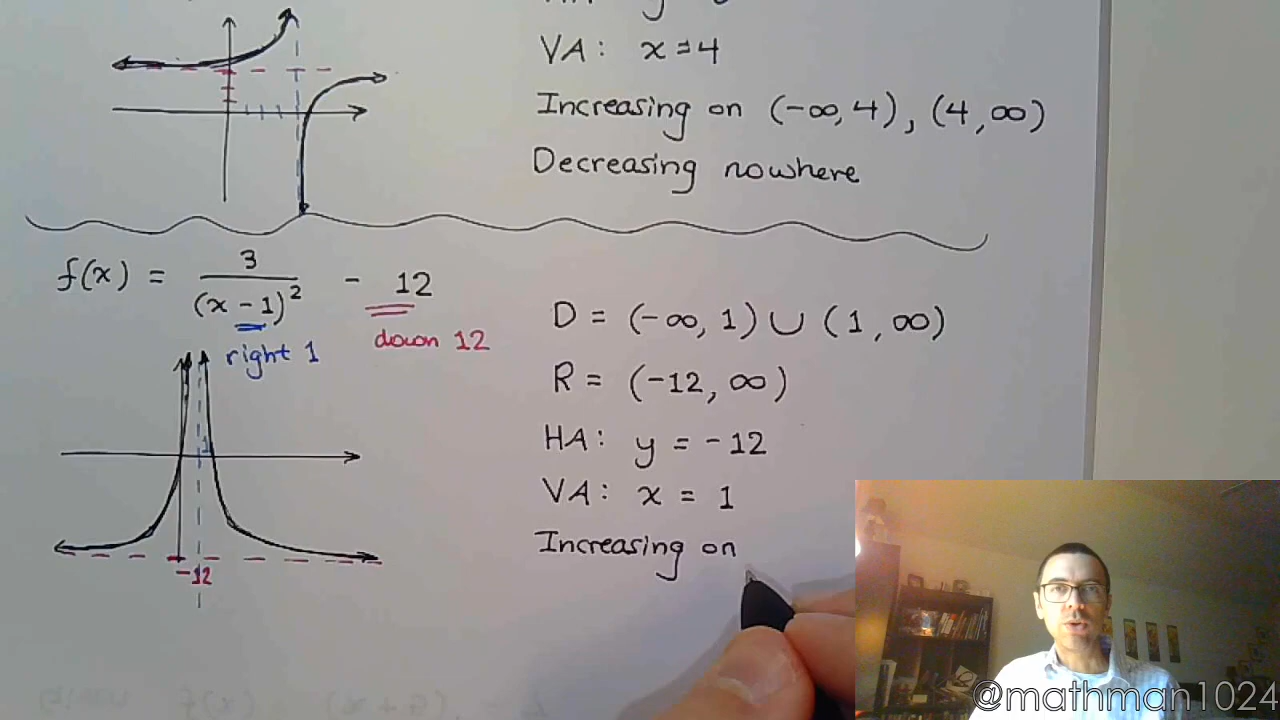 VA: x = 4
Increasing on (-∞, 4), (4, ∞)
Decreasing nowhere
f(x) = 3 / (x - 1)² - 12
right 1
down 12
1
-12
D = (-∞, 1) ∪ (1, ∞)
R = (-12, ∞)
HA: y = -12
VA: x = 1
Increasing on
@mathman1024